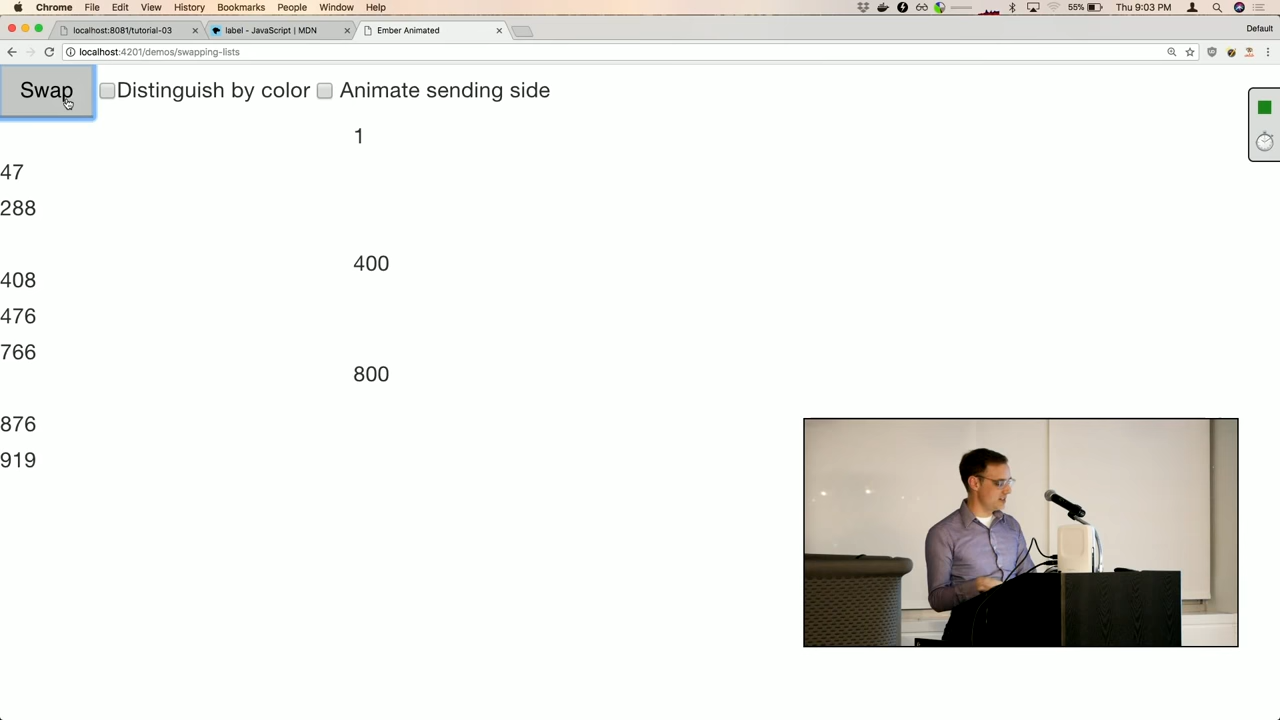 Chrome File Edit View History Bookmarks People Window Help 55% Thu 9:03 PM
localhost:8081/tutorial-03 label - JavaScript | MDN Ember Animated Default
localhost:4201/demos/swapping-lists
Swap Distinguish by color Animate sending side
1
47
288
400
408
476
766
800
876
919